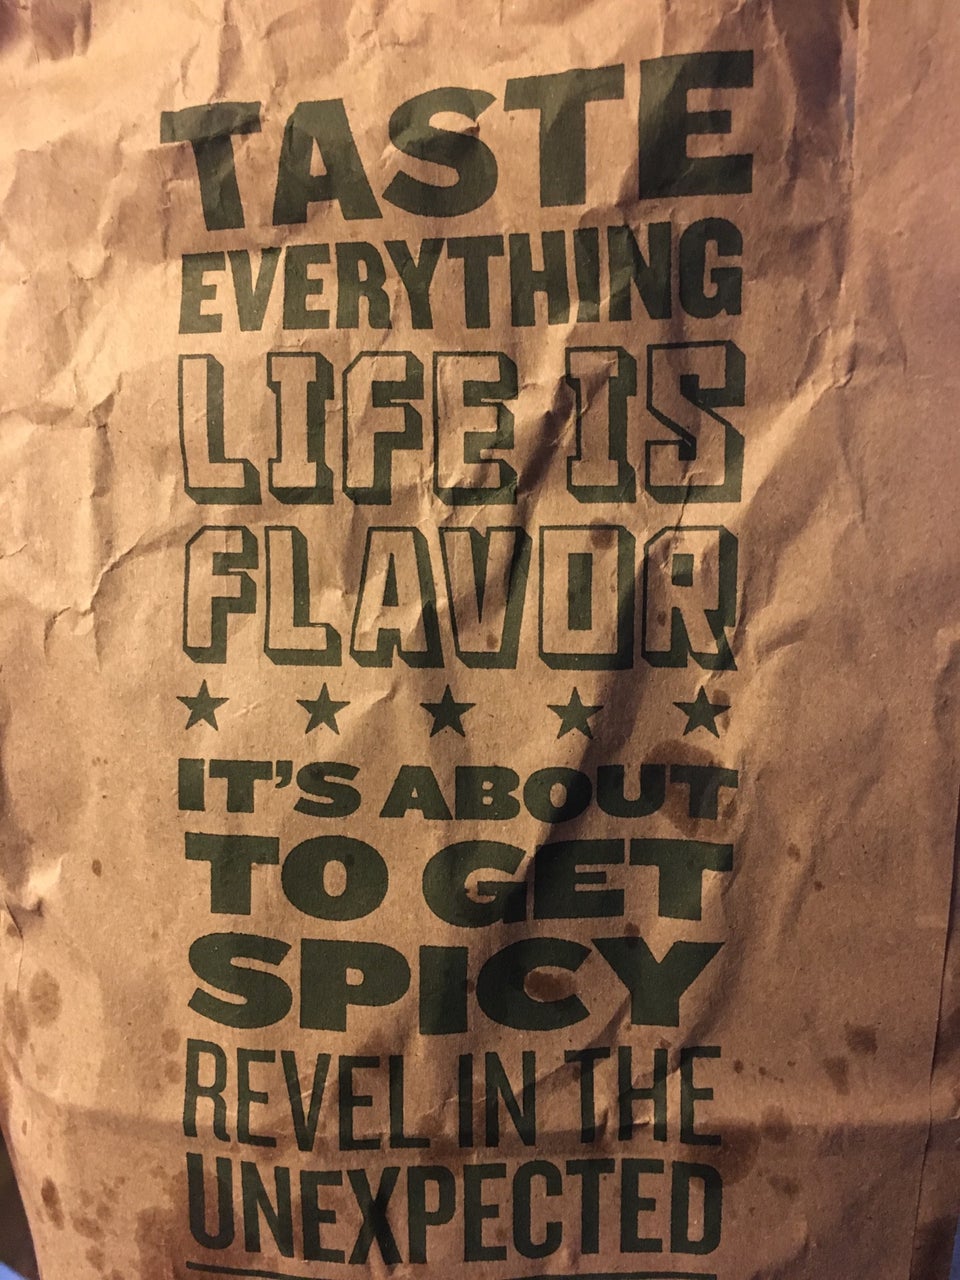 TASTE
EVERYTHING
LIFE IS
FLAVOR
IT'S ABOUT
TO GET
SPICY
REVEL IN THE
UNEXPECTED